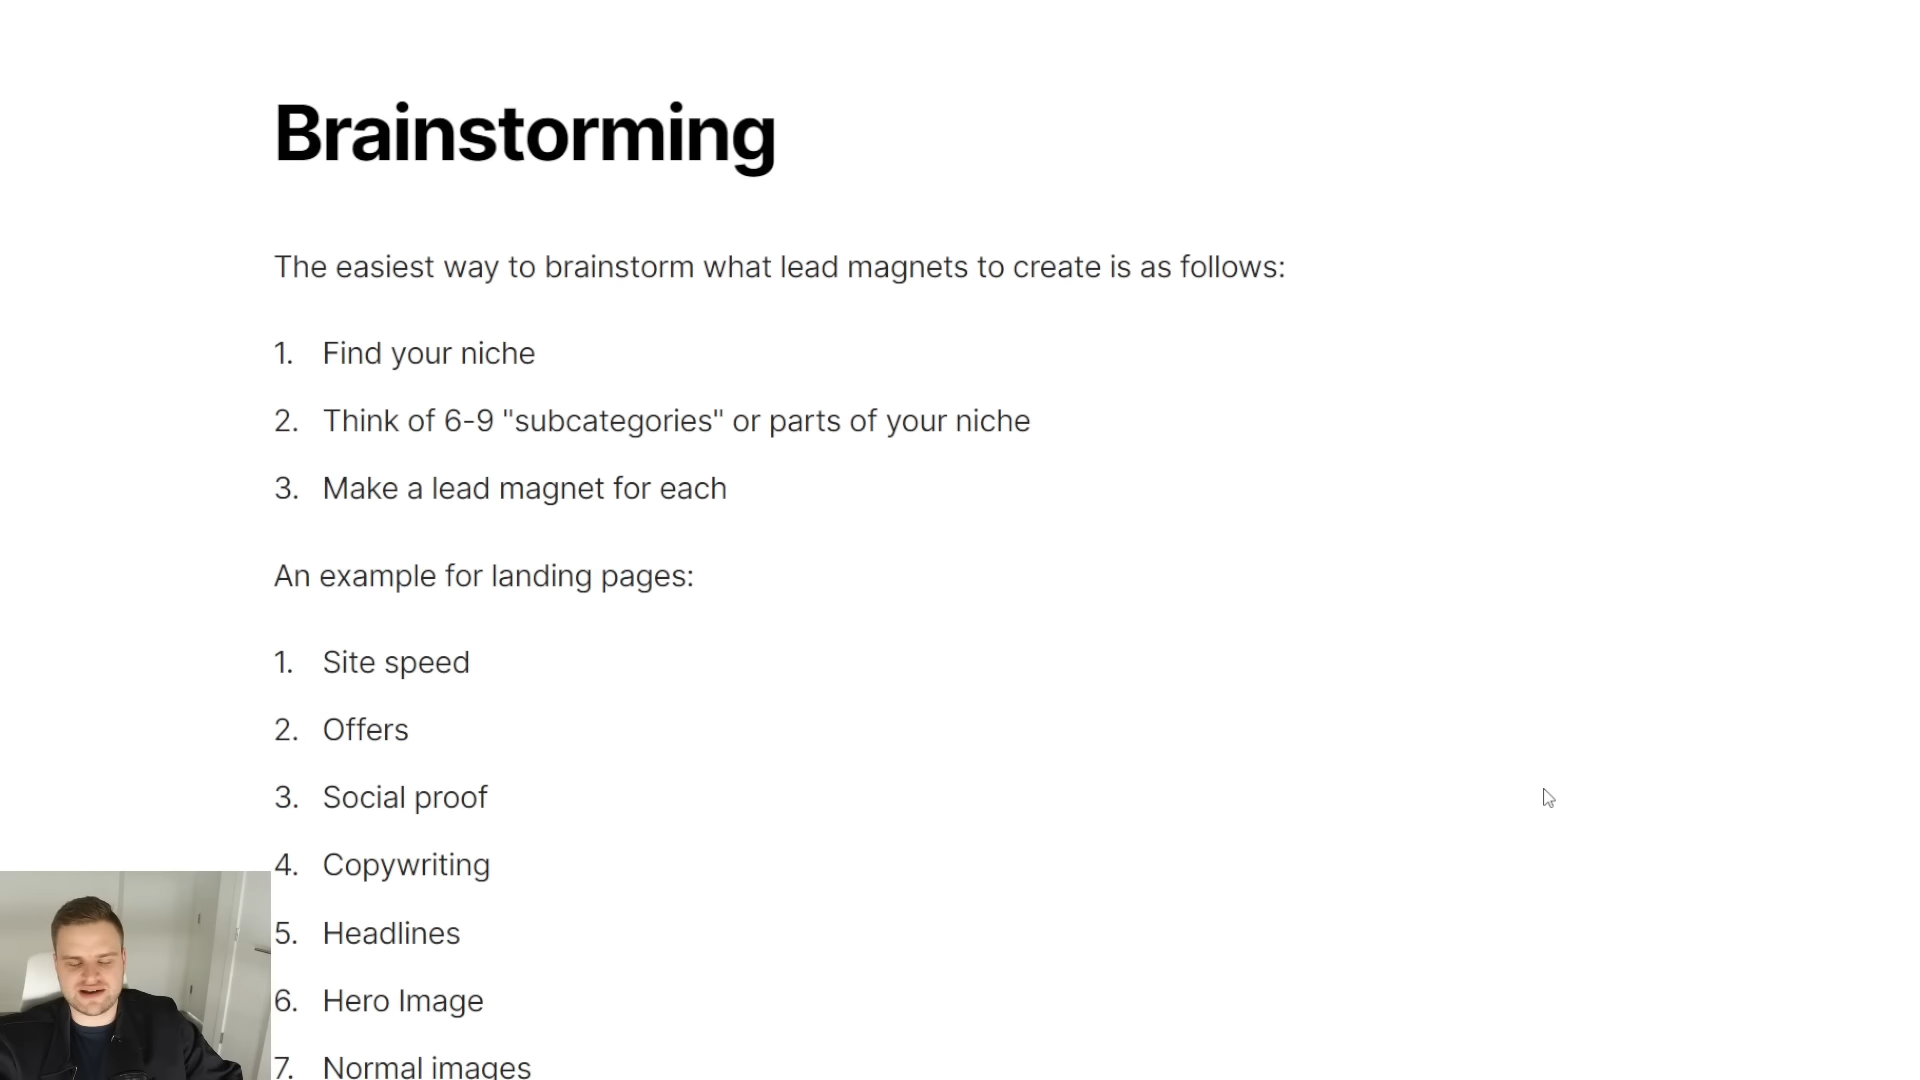 Brainstorming
The easiest way to brainstorm what lead magnets to create is as follows:
1. Find your niche
2. Think of 6-9 "subcategories" or parts of your niche
3. Make a lead magnet for each
An example for landing pages:
1. Site speed
2. Offers
3. Social proof
4. Copywriting
5. Headlines
6. Hero Image
7. Normal images